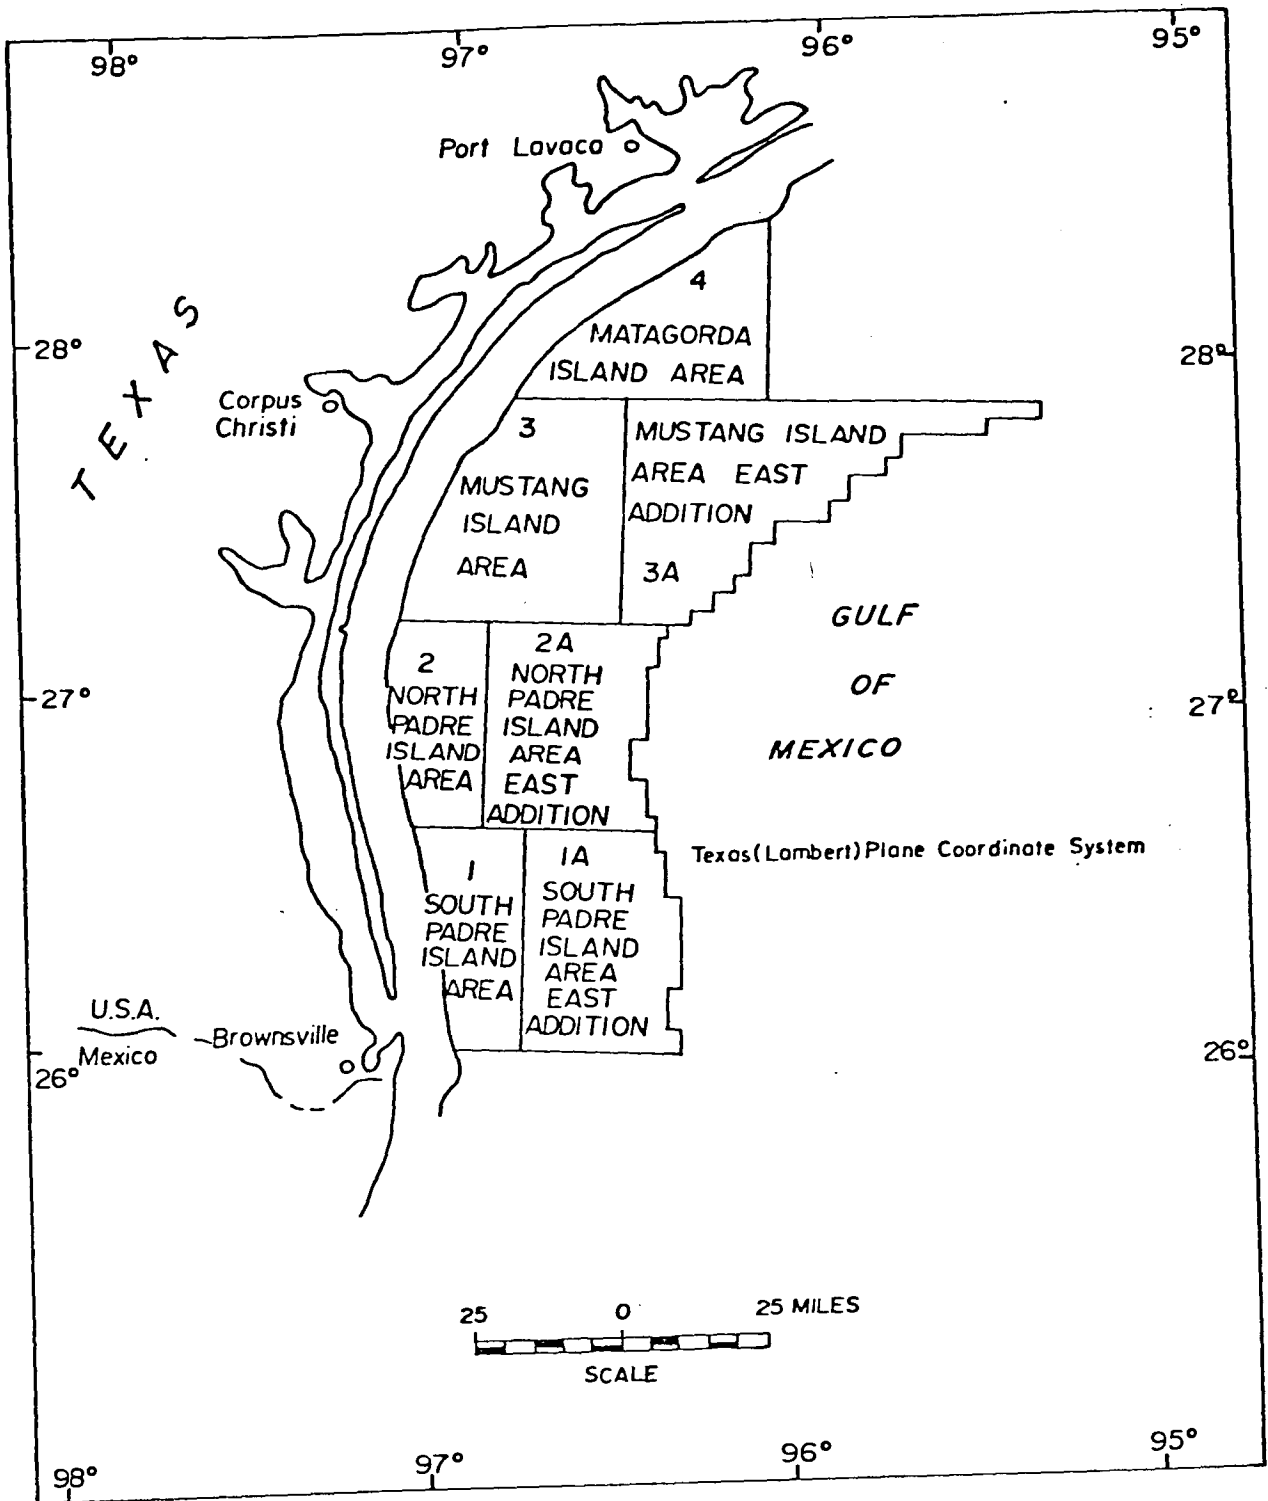 98°
97°
96°
95°
Port Lavaca
TEXAS
4
MATAGORDA
ISLAND AREA
28°
28°
Corpus
Christi
3
MUSTANG
ISLAND
AREA
MUSTANG ISLAND
AREA EAST
ADDITION
3A
GULF
OF
MEXICO
27°
27°
2
NORTH
PADRE
ISLAND
AREA
2A
NORTH
PADRE
ISLAND
AREA
EAST
ADDITION
Texas (Lambert) Plane Coordinate System
1
SOUTH
PADRE
ISLAND
AREA
1A
SOUTH
PADRE
ISLAND
AREA
EAST
ADDITION
U.S.A.
Mexico
Brownsville
26°
26°
25 0 25 MILES
SCALE
98°
97°
96°
95°